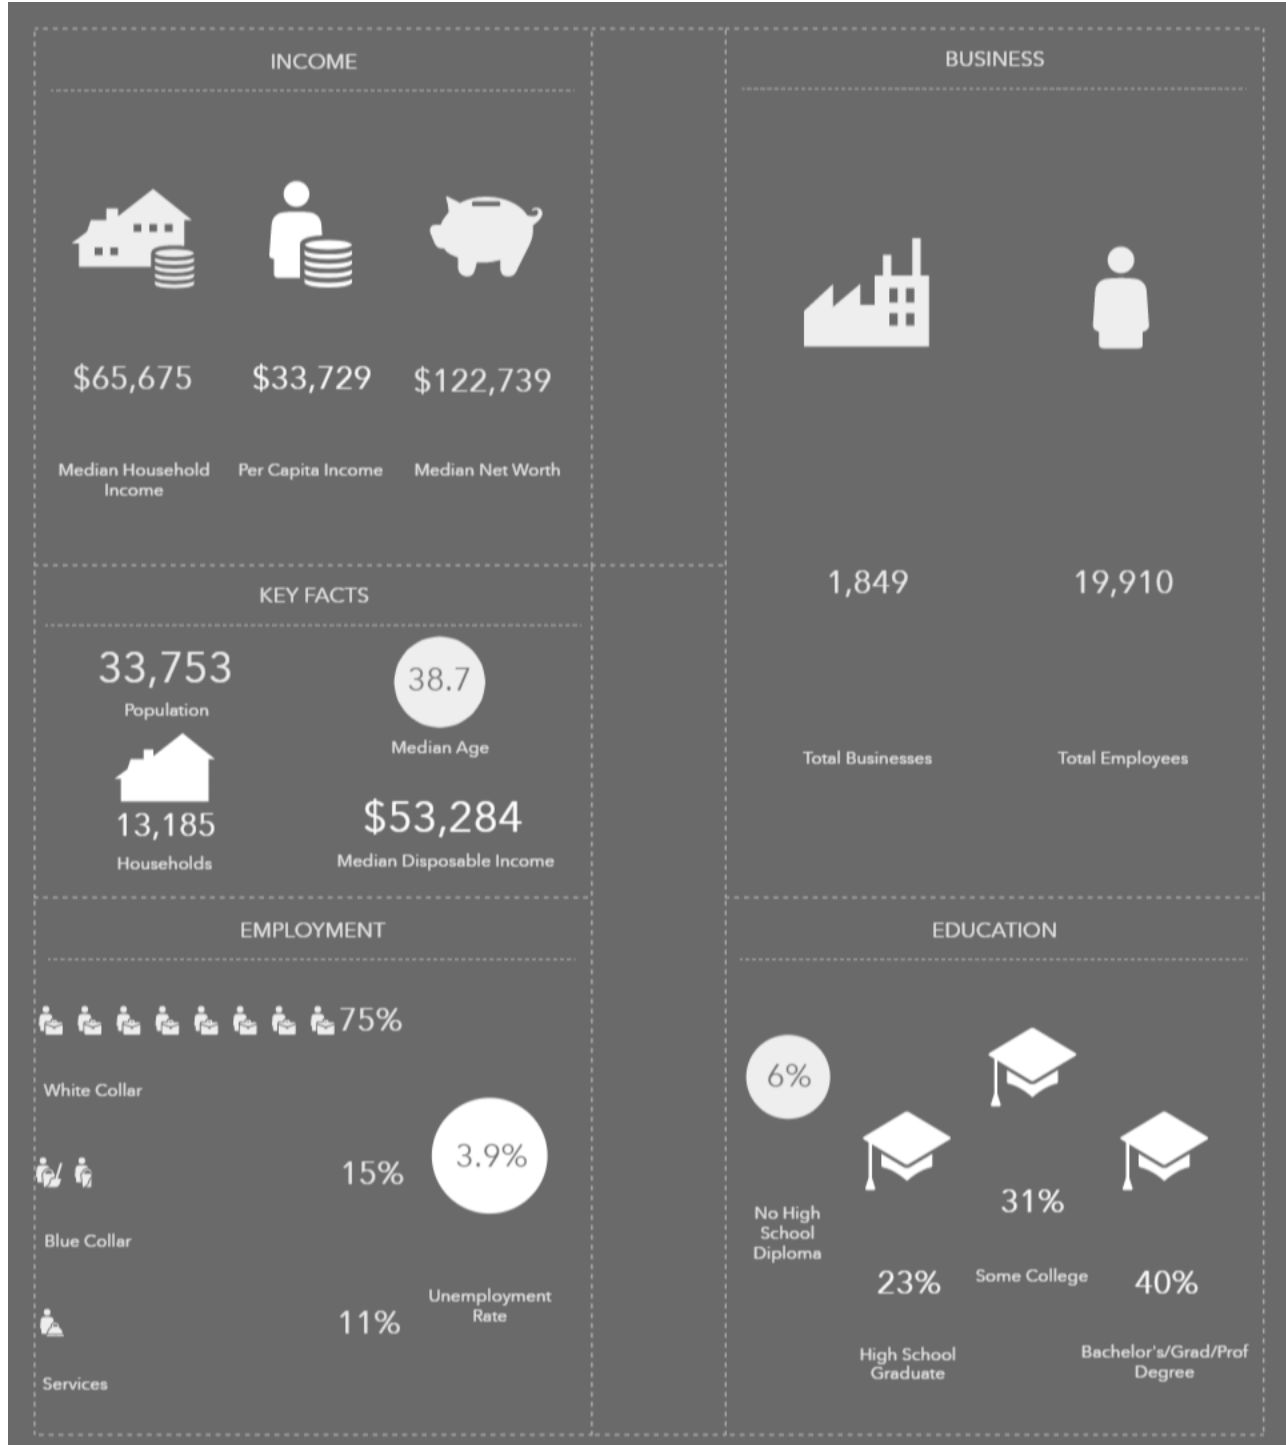 INCOME
$65,675
Median Household
Income
$33,729
Per Capita Income
$122,739
Median Net Worth
BUSINESS
1,849
Total Businesses
19,910
Total Employees
KEY FACTS
33,753
Population
38.7
Median Age
13,185
Households
$53,284
Median Disposable Income
EMPLOYMENT
75%
White Collar
15%
Blue Collar
11%
Services
3.9%
Unemployment
Rate
EDUCATION
6%
No High
School
Diploma
23%
High School
Graduate
31%
Some College
40%
Bachelor's/Grad/Prof
Degree